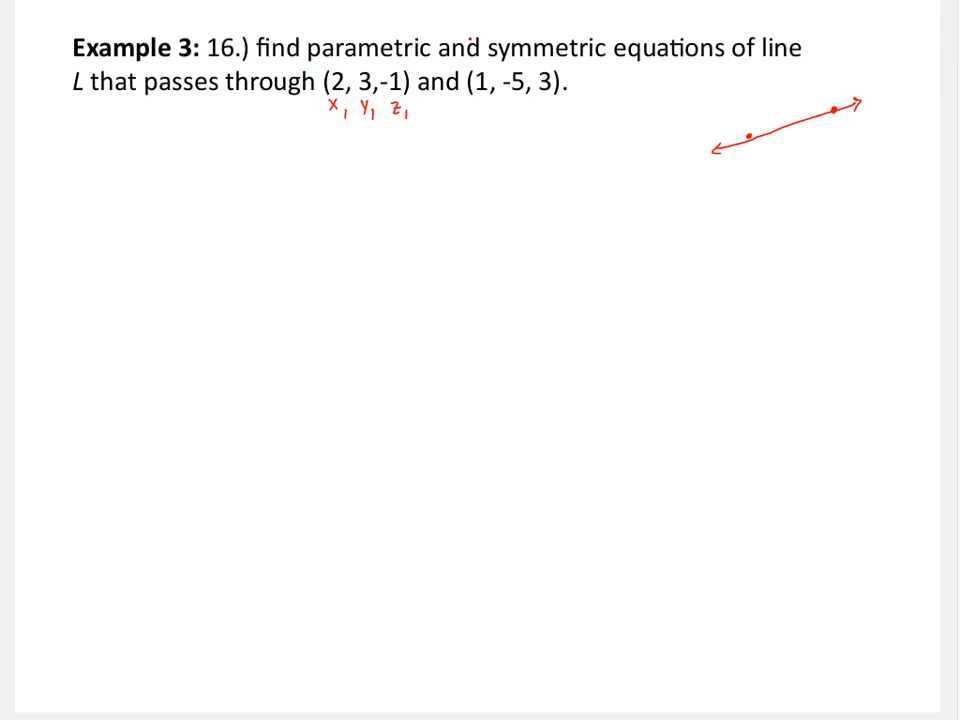 Example 3: 16.) find parametric and symmetric equations of line
L that passes through (2, 3,-1) and (1, -5, 3).
x₁ y₁ z₁